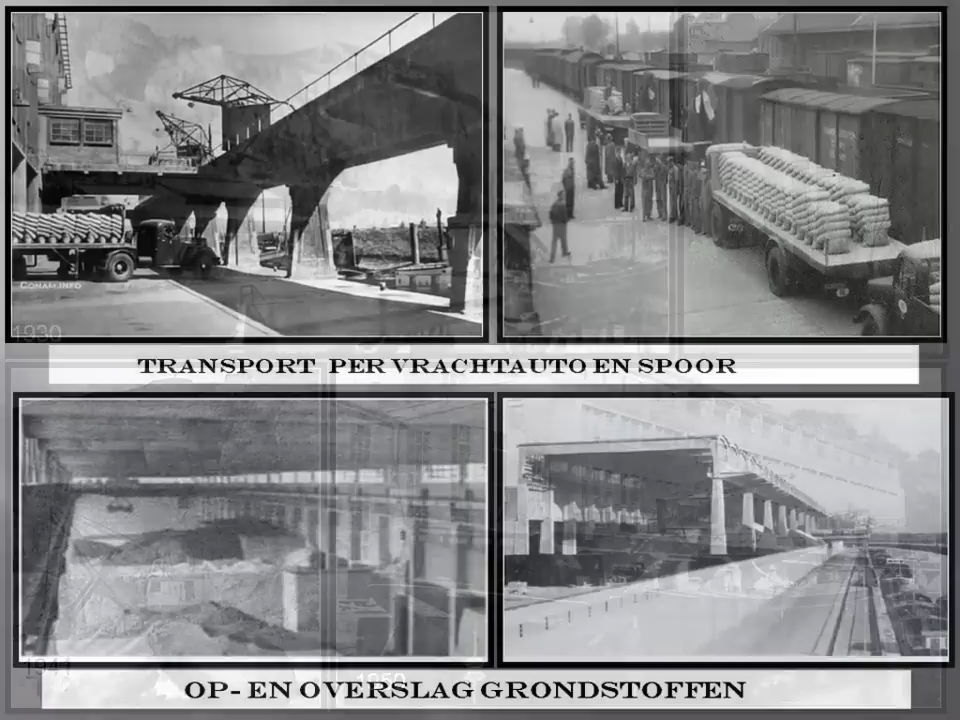 CONAM.INFO
1930
TRANSPORT PER VRACHTAUTO EN SPOOR
1941
1950
OP- EN OVERSLAG GRONDSTOFFEN